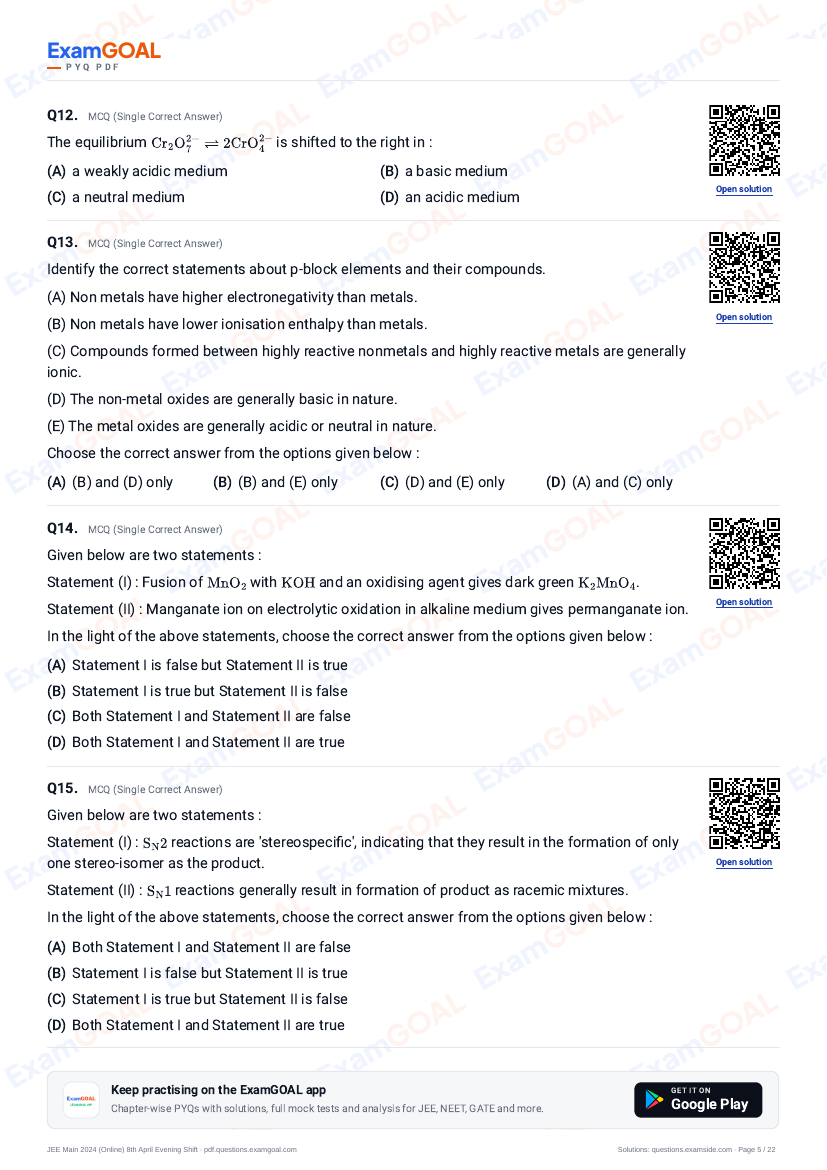 ExamGOAL
PYQ PDF
Q12. MCQ (Single Correct Answer)
The equilibrium Cr₂O₇²⁻ ⇌ 2CrO₄²⁻ is shifted to the right in :
(A) a weakly acidic medium (B) a basic medium
(C) a neutral medium (D) an acidic medium
Open solution
Q13. MCQ (Single Correct Answer)
Identify the correct statements about p-block elements and their compounds.
(A) Non metals have higher electronegativity than metals.
(B) Non metals have lower ionisation enthalpy than metals.
(C) Compounds formed between highly reactive nonmetals and highly reactive metals are generally
ionic.
(D) The non-metal oxides are generally basic in nature.
(E) The metal oxides are generally acidic or neutral in nature.
Choose the correct answer from the options given below :
(A) (B) and (D) only (B) (B) and (E) only (C) (D) and (E) only (D) (A) and (C) only
Open solution
Q14. MCQ (Single Correct Answer)
Given below are two statements :
Statement (I) : Fusion of MnO₂ with KOH and an oxidising agent gives dark green K₂MnO₄.
Statement (II) : Manganate ion on electrolytic oxidation in alkaline medium gives permanganate ion.
In the light of the above statements, choose the correct answer from the options given below :
(A) Statement I is false but Statement II is true
(B) Statement I is true but Statement II is false
(C) Both Statement I and Statement II are false
(D) Both Statement I and Statement II are true
Open solution
Q15. MCQ (Single Correct Answer)
Given below are two statements :
Statement (I) : S_N2 reactions are 'stereospecific', indicating that they result in the formation of only
one stereo-isomer as the product.
Statement (II) : S_N1 reactions generally result in formation of product as racemic mixtures.
In the light of the above statements, choose the correct answer from the options given below :
(A) Both Statement I and Statement II are false
(B) Statement I is false but Statement II is true
(C) Statement I is true but Statement II is false
(D) Both Statement I and Statement II are true
Open solution
ExamGOAL
Keep practising on the ExamGOAL app
Chapter-wise PYQs with solutions, full mock tests and analysis for JEE, NEET, GATE and more.
GET IT ON
Google Play
JEE Main 2024 (Online) 8th April Evening Shift · pdf.questions.examgoal.com
Solutions: questions.examside.com · Page 5 / 22